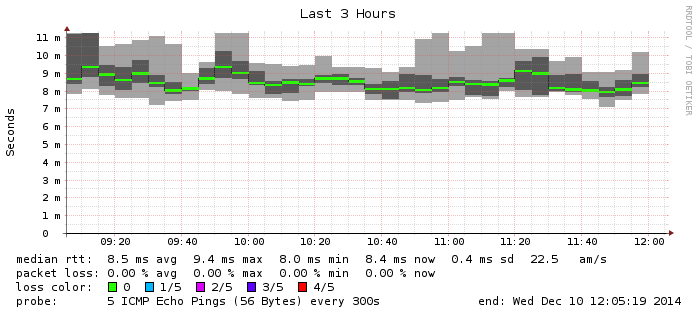 Last 3 Hours
RRDTOOL / TOBI OETIKER
Seconds
11 m
10 m
9 m
8 m
7 m
6 m
5 m
4 m
3 m
2 m
1 m
0
09:20 09:40 10:00 10:20 10:40 11:00 11:20 11:40 12:00
median rtt: 8.5 ms avg 9.4 ms max 8.0 ms min 8.4 ms now 0.4 ms sd 22.5 am/s
packet loss: 0.00 % avg 0.00 % max 0.00 % min 0.00 % now
loss color: 0 1/5 2/5 3/5 4/5
probe: 5 ICMP Echo Pings (56 Bytes) every 300s end: Wed Dec 10 12:05:19 2014